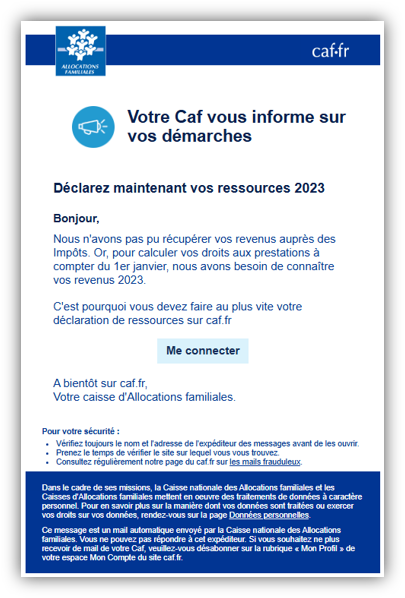 ALLOCATIONS
FAMILIALES
caf.fr
Votre Caf vous informe sur
vos démarches
Déclarez maintenant vos ressources 2023
Bonjour,
Nous n'avons pas pu récupérer vos revenus auprès des
Impôts. Or, pour calculer vos droits aux prestations à
compter du 1er janvier, nous avons besoin de connaître
vos revenus 2023.
C'est pourquoi vous devez faire au plus vite votre
déclaration de ressources sur caf.fr
Me connecter
A bientôt sur caf.fr,
Votre caisse d'Allocations familiales.
Pour votre sécurité :
• Vérifiez toujours le nom et l'adresse de l'expéditeur des messages avant de les ouvrir.
• Prenez le temps de vérifier le site sur lequel vous vous trouvez.
• Consultez régulièrement notre page du caf.fr sur les mails frauduleux.
Dans le cadre de ses missions, la Caisse nationale des Allocations familiales et les
Caisses d'Allocations familiales mettent en oeuvre des traitements de données à caractère
personnel. Pour en savoir plus sur la manière dont vos données sont traitées ou exercer
vos droits sur vos données, rendez-vous sur la page Données personnelles.
Ce message est un mail automatique envoyé par la Caisse nationale des Allocations
familiales. Vous ne pouvez pas répondre à cet expéditeur. Si vous souhaitez ne plus
recevoir de mail de votre Caf, veuillez-vous désabonner sur la rubrique « Mon Profil » de
votre espace Mon Compte du site caf.fr.